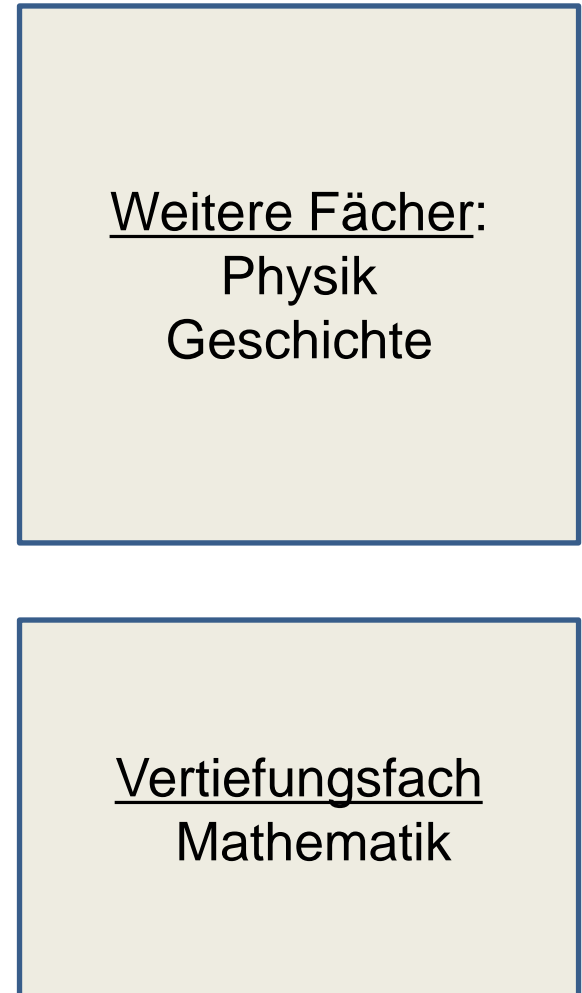 Weitere Fächer:
Physik
Geschichte
Vertiefungsfach
Mathematik